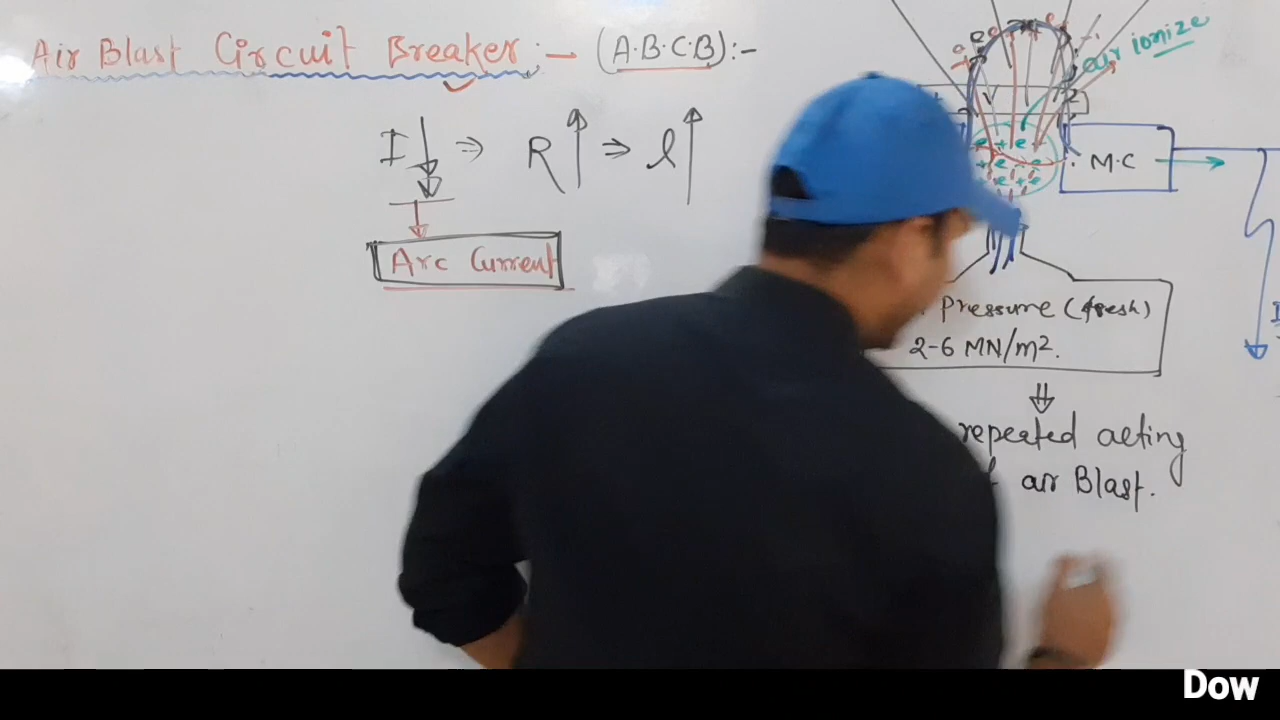 Air Blast Circuit Breaker :- (A.B.C.B) :-
air ionize
I ↓ ⇒ R ↑ ⇒ l ↑
M.C
Arc Current
Pressure (fresh)
2-6 MN/m².
repeated acting
air Blast.
Dow